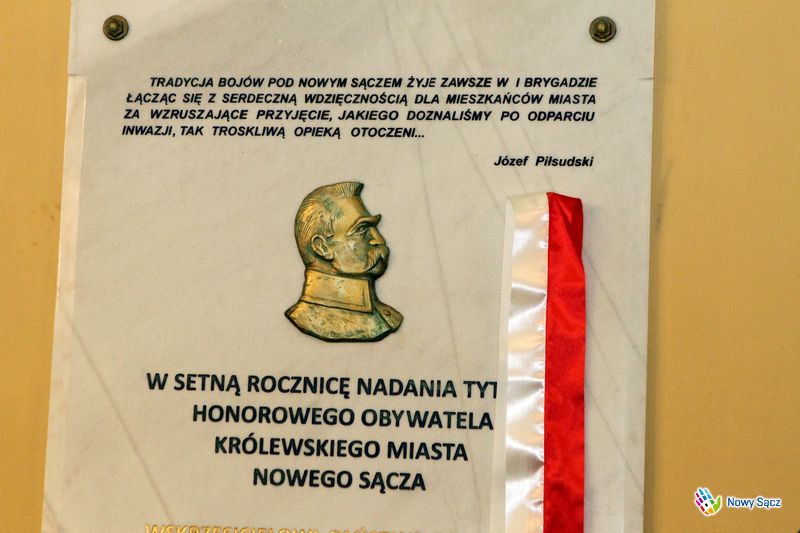 TRADYCJA BOJÓW POD NOWYM SĄCZEM ŻYJE ZAWSZE W I BRYGADZIE
ŁĄCZĄC SIĘ Z SERDECZNĄ WDZIĘCZNOŚCIĄ DLA MIESZKAŃCÓW MIASTA
ZA WZRUSZAJĄCE PRZYJĘCIE, JAKIEGO DOZNALIŚMY PO ODPARCIU
INWAZJI, TAK TROSKLIWĄ OPIEKĄ OTOCZENI...
Józef Piłsudski
W SETNĄ ROCZNICĘ NADANIA TYT
HONOROWEGO OBYWATELA
KRÓLEWSKIEGO MIASTA
NOWEGO SĄCZA
Nowy Sącz